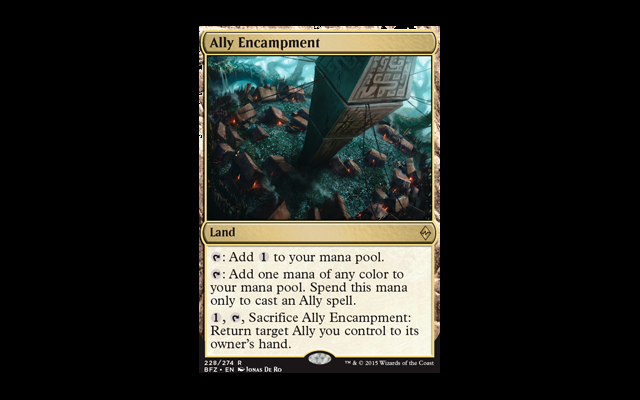 Ally Encampment
Land
: Add 1 to your mana pool.
: Add one mana of any color to
your mana pool. Spend this mana
only to cast an Ally spell.
1, , Sacrifice Ally Encampment:
Return target Ally you control to its
owner's hand.
228/274 R
BFZ • EN Jonas De Ro
™ & © 2015 Wizards of the Coast